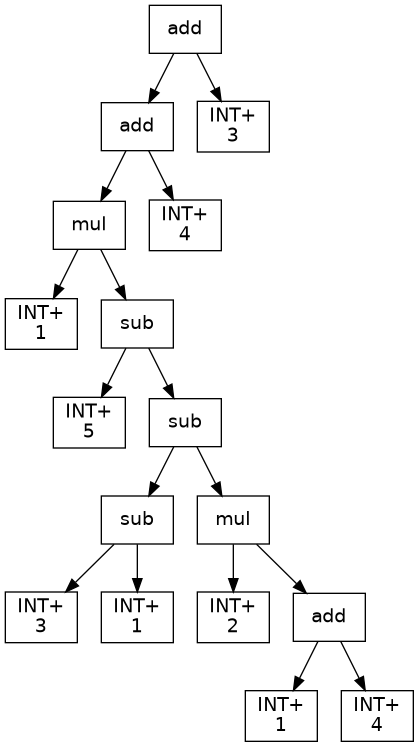 add
add
INT+
3
mul
INT+
4
INT+
1
sub
INT+
5
sub
sub
mul
INT+
3
INT+
1
INT+
2
add
INT+
1
INT+
4